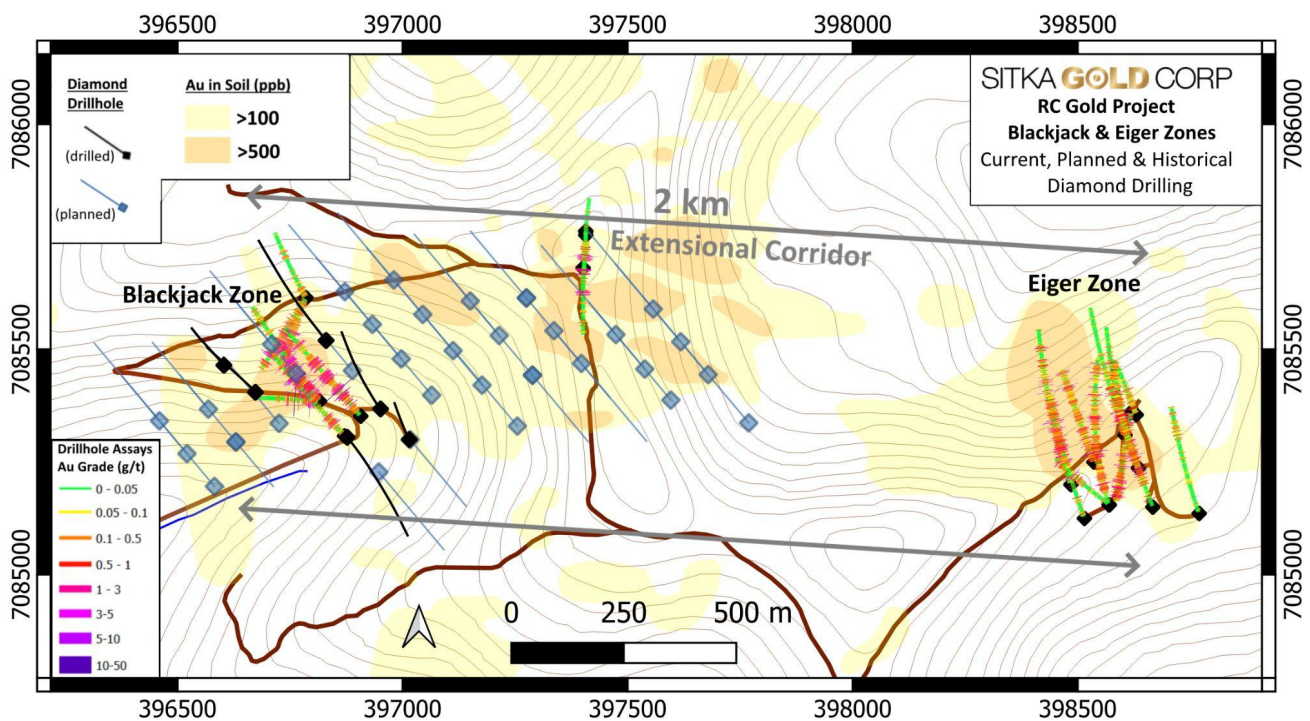 396500 397000 397500 398000 398500
7086000
7085500
7085000
Diamond
Drillhole
(drilled)
(planned)
Au in Soil (ppb)
>100
>500
SITKA GOLD CORP
RC Gold Project
Blackjack & Eiger Zones
Current, Planned & Historical
Diamond Drilling
2 km
Extensional Corridor
Blackjack Zone
Eiger Zone
Drillhole Assays
Au Grade (g/t)
0 - 0.05
0.05 - 0.1
0.1 - 0.5
0.5 - 1
1 - 3
3-5
5-10
10-50
0 250 500 m
7086000
7085500
7085000
396500 397000 397500 398000 398500